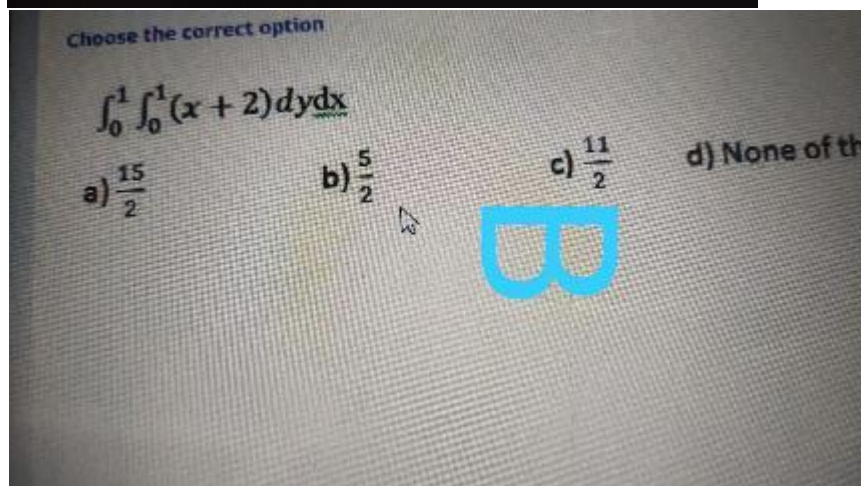 Choose the correct option
∫₀¹ ∫₀¹ (x + 2)dydx
a) 15/2 b) 5/2 c) 11/2 d) None of th
B